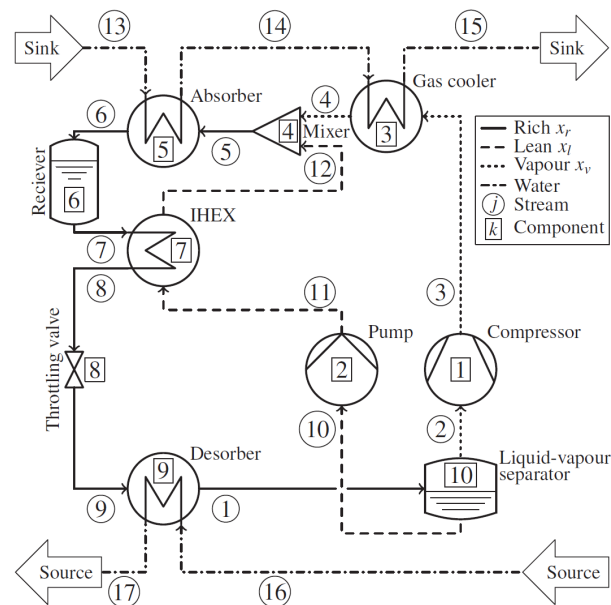 13
14
15
Sink
Sink
Gas cooler
Absorber
6
4
Rich x_r
Lean x_l
Vapour x_v
Water
j Stream
k Component
4
Mixer
3
5
5
12
Reciever
6
IHEX
7
7
8
3
11
Throttling valve
8
Pump
Compressor
2
1
10
2
Desorber
Liquid-vapour
separator
9
10
9
1
Source
17
16
Source